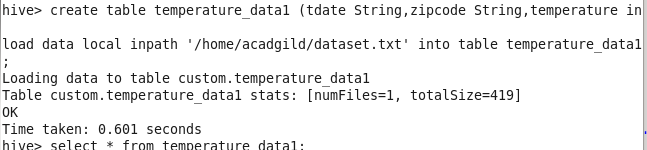 hive> create table temperature_data1 (tdate String,zipcode String,temperature in
load data local inpath '/home/acadgild/dataset.txt' into table temperature_data1
;
Loading data to table custom.temperature_data1
Table custom.temperature_data1 stats: [numFiles=1, totalSize=419]
OK
Time taken: 0.601 seconds
hive> select * from temperature_data1;